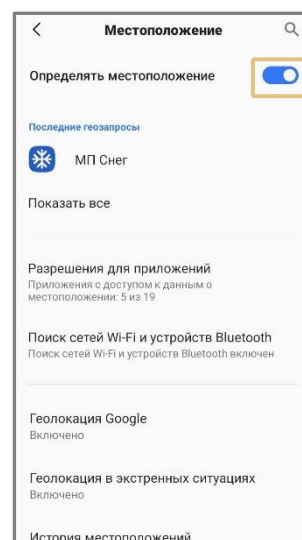 Местоположение
Определять местоположение
Последние геозапросы
МП Снег
Показать все
Разрешения для приложений
Приложения с доступом к данным о
местоположении: 5 из 19
Поиск сетей Wi-Fi и устройств Bluetooth
Поиск сетей Wi-Fi и устройств Bluetooth включен
Геолокация Google
Включено
Геолокация в экстренных ситуациях
Включено
История местоположений